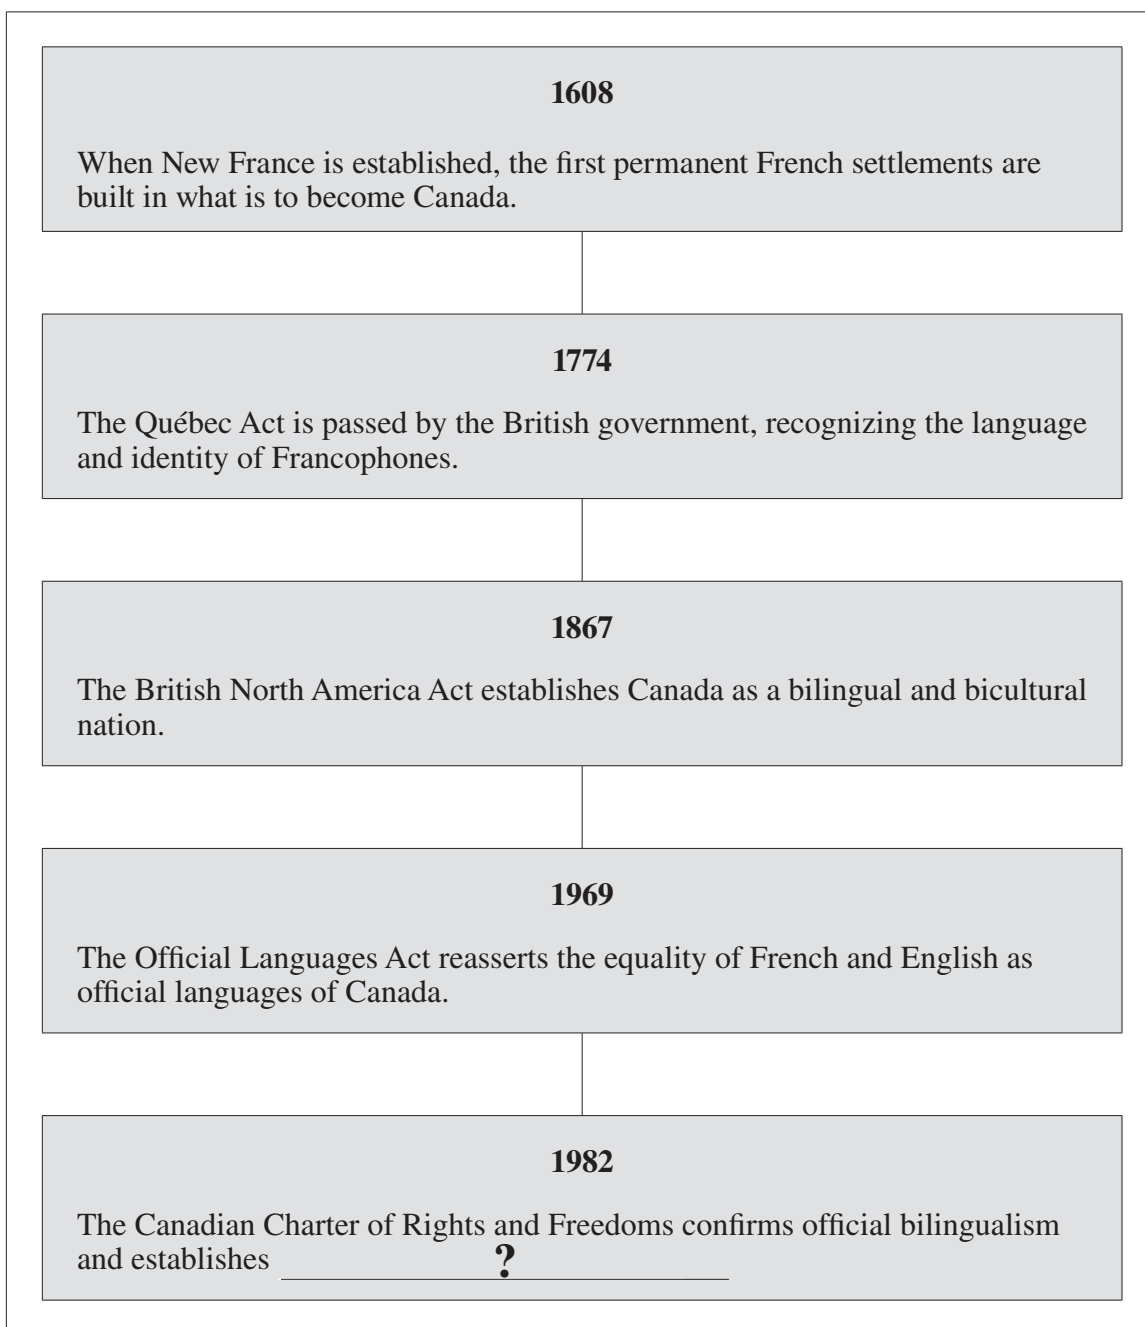 1608
When New France is established, the first permanent French settlements are
built in what is to become Canada.
1774
The Québec Act is passed by the British government, recognizing the language
and identity of Francophones.
1867
The British North America Act establishes Canada as a bilingual and bicultural
nation.
1969
The Official Languages Act reasserts the equality of French and English as
official languages of Canada.
1982
The Canadian Charter of Rights and Freedoms confirms official bilingualism
and establishes ?